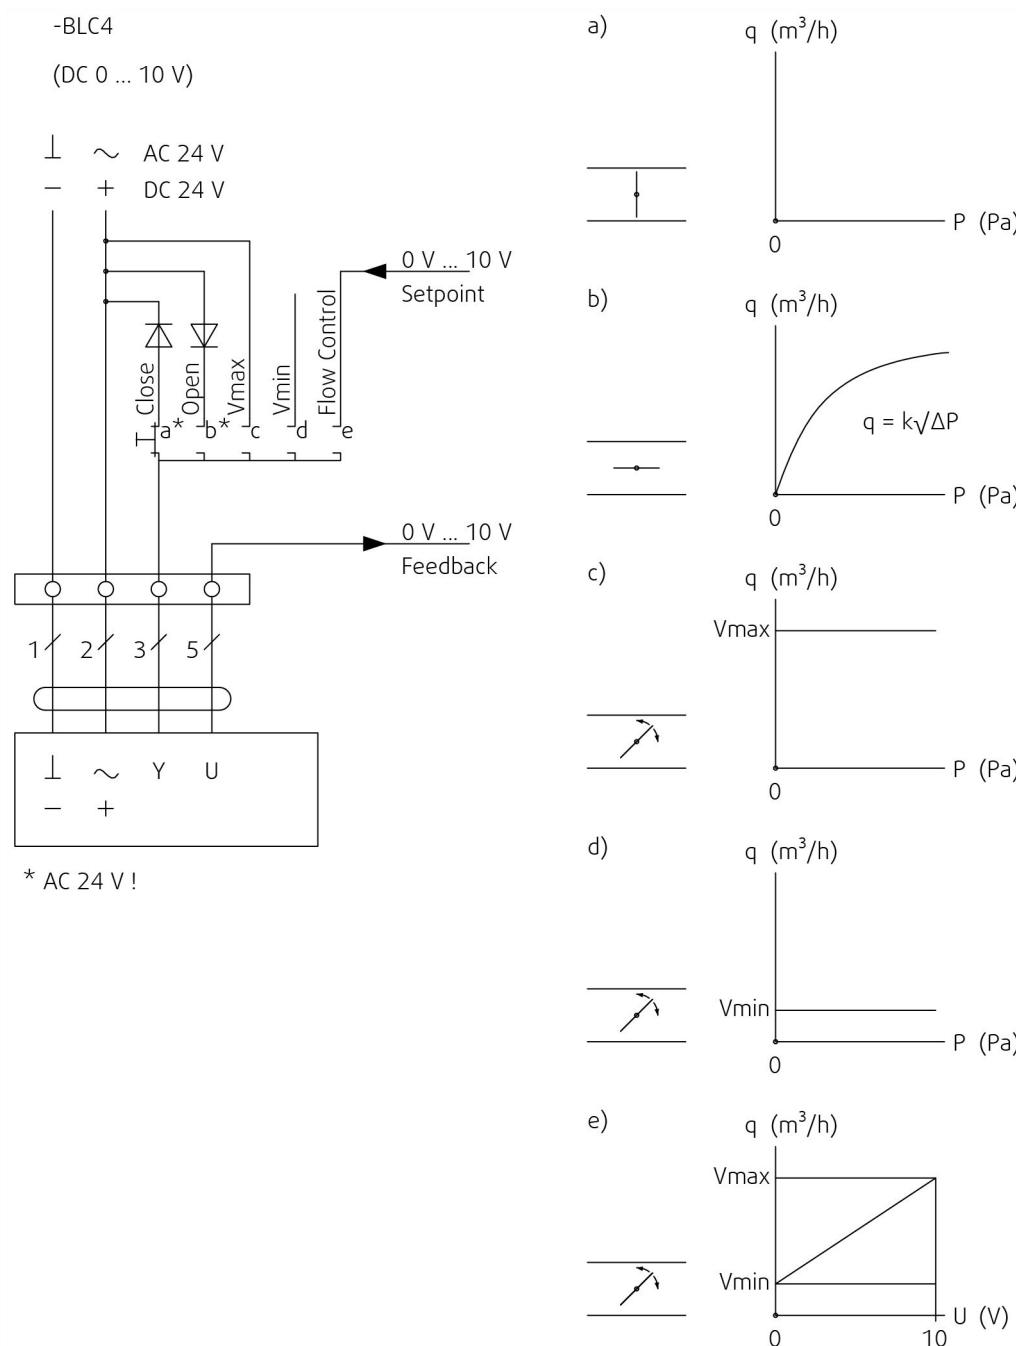 -BLC4
(DC 0 ... 10 V)
⊥ ~ AC 24 V
− + DC 24 V
0 V ... 10 V
Setpoint
Close
Open
Vmax
Vmin
Flow Control
a* b* c d e
0 V ... 10 V
Feedback
1 2 3 5
⊥ ~ Y U
− +
* AC 24 V !
a)
q (m³/h)
P (Pa)
0
b)
q (m³/h)
q = k√ΔP
P (Pa)
0
c)
q (m³/h)
Vmax
P (Pa)
0
d)
q (m³/h)
Vmin
P (Pa)
0
e)
q (m³/h)
Vmax
Vmin
U (V)
0 10